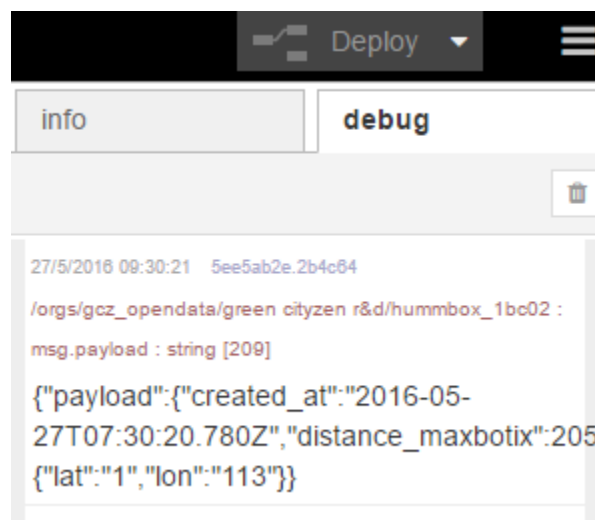 Deploy
info debug
27/5/2016 09:30:21 5ee5ab2e.2b4c64
/orgs/gcz_opendata/green cityzen r&d/hummbox_1bc02 :
msg.payload : string [209]
{"payload":{"created_at":"2016-05-
27T07:30:20.780Z","distance_maxbotix":205
{"lat":"1","lon":"113"}}